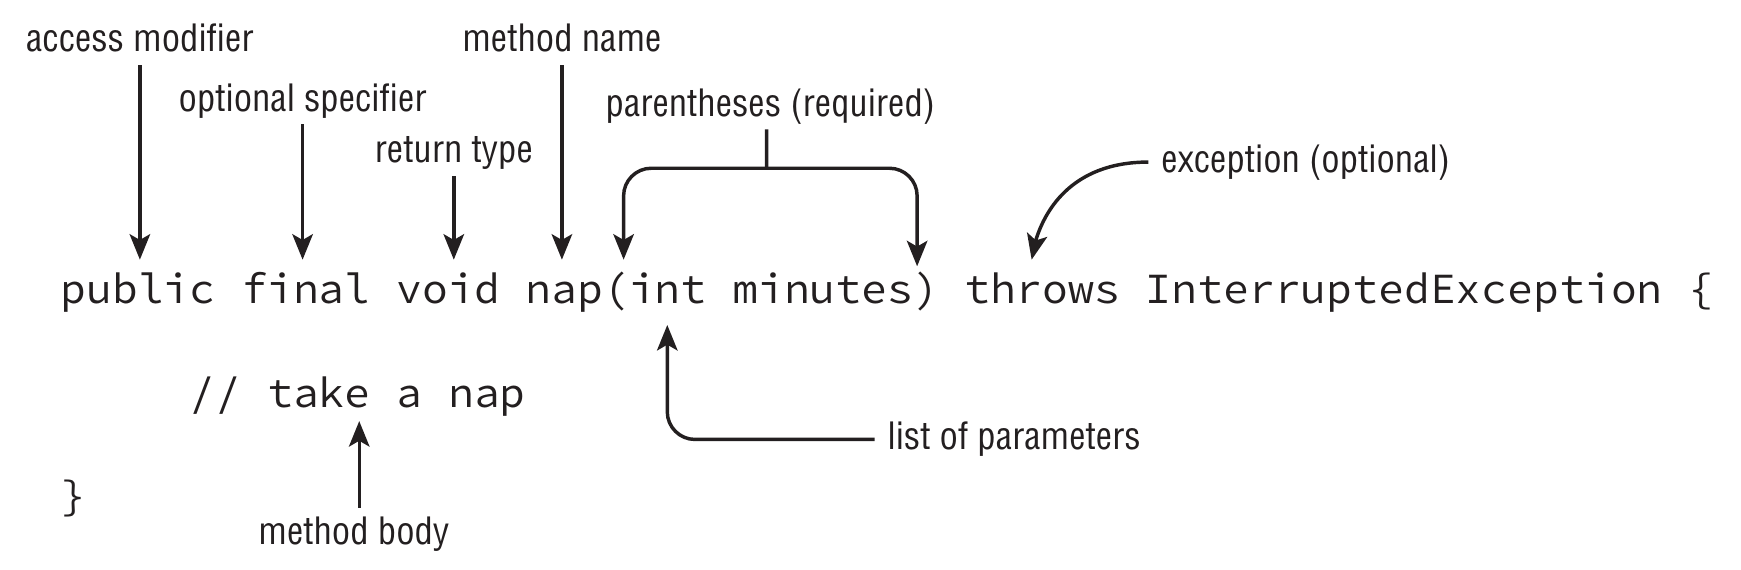 access modifier
method name
optional specifier
parentheses (required)
return type
exception (optional)
public final void nap(int minutes) throws InterruptedException {
// take a nap
list of parameters
}
method body